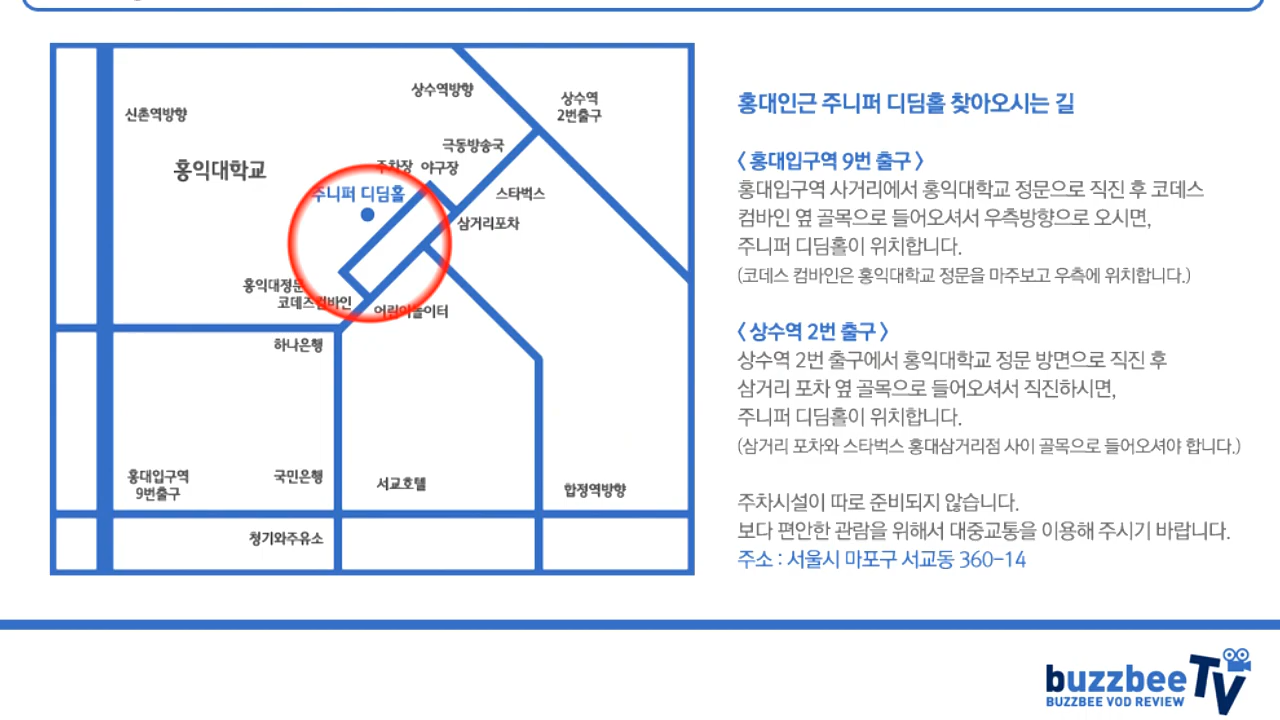 상수역방향
상수역
2번출구
신촌역방향
극동방송국
홍익대학교
주차장
야구장
주니퍼 디딤홀
스타벅스
삼거리포차
홍익대정문
코데즈컴바인
어린이놀이터
하나은행
홍대입구역
9번출구
국민은행
서교호텔
합정역방향
청기와주유소
홍대인근 주니퍼 디딤홀 찾아오시는 길
< 홍대입구역 9번 출구 >
홍대입구역 사거리에서 홍익대학교 정문으로 직진 후 코데스
컴바인 옆 골목으로 들어오셔서 우측방향으로 오시면,
주니퍼 디딤홀이 위치합니다.
(코데스 컴바인은 홍익대학교 정문을 마주보고 우측에 위치합니다.)
< 상수역 2번 출구 >
상수역 2번 출구에서 홍익대학교 정문 방면으로 직진 후
삼거리 포차 옆 골목으로 들어오셔서 직진하시면,
주니퍼 디딤홀이 위치합니다.
(삼거리 포차와 스타벅스 홍대삼거리점 사이 골목으로 들어오셔야 합니다.)
주차시설이 따로 준비되지 않습니다.
보다 편안한 관람을 위해서 대중교통을 이용해 주시기 바랍니다.
주소 : 서울시 마포구 서교동 360-14
buzzbee TV
BUZZBEE VOD REVIEW